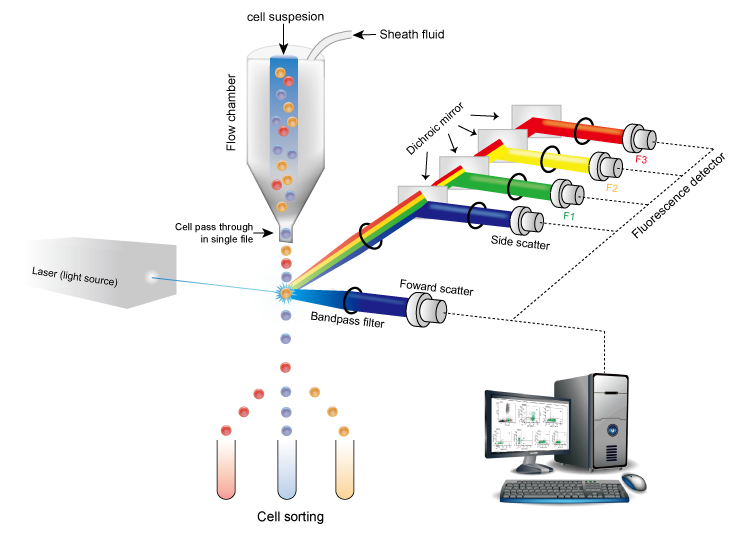 cell suspesion
Sheath fluid
Flow chamber
Dichroic mirror
F3
F2
F1
Fluorescence detector
Cell pass through
in single file
Side scatter
Laser (light source)
Foward scatter
Bandpass filter
Cell sorting